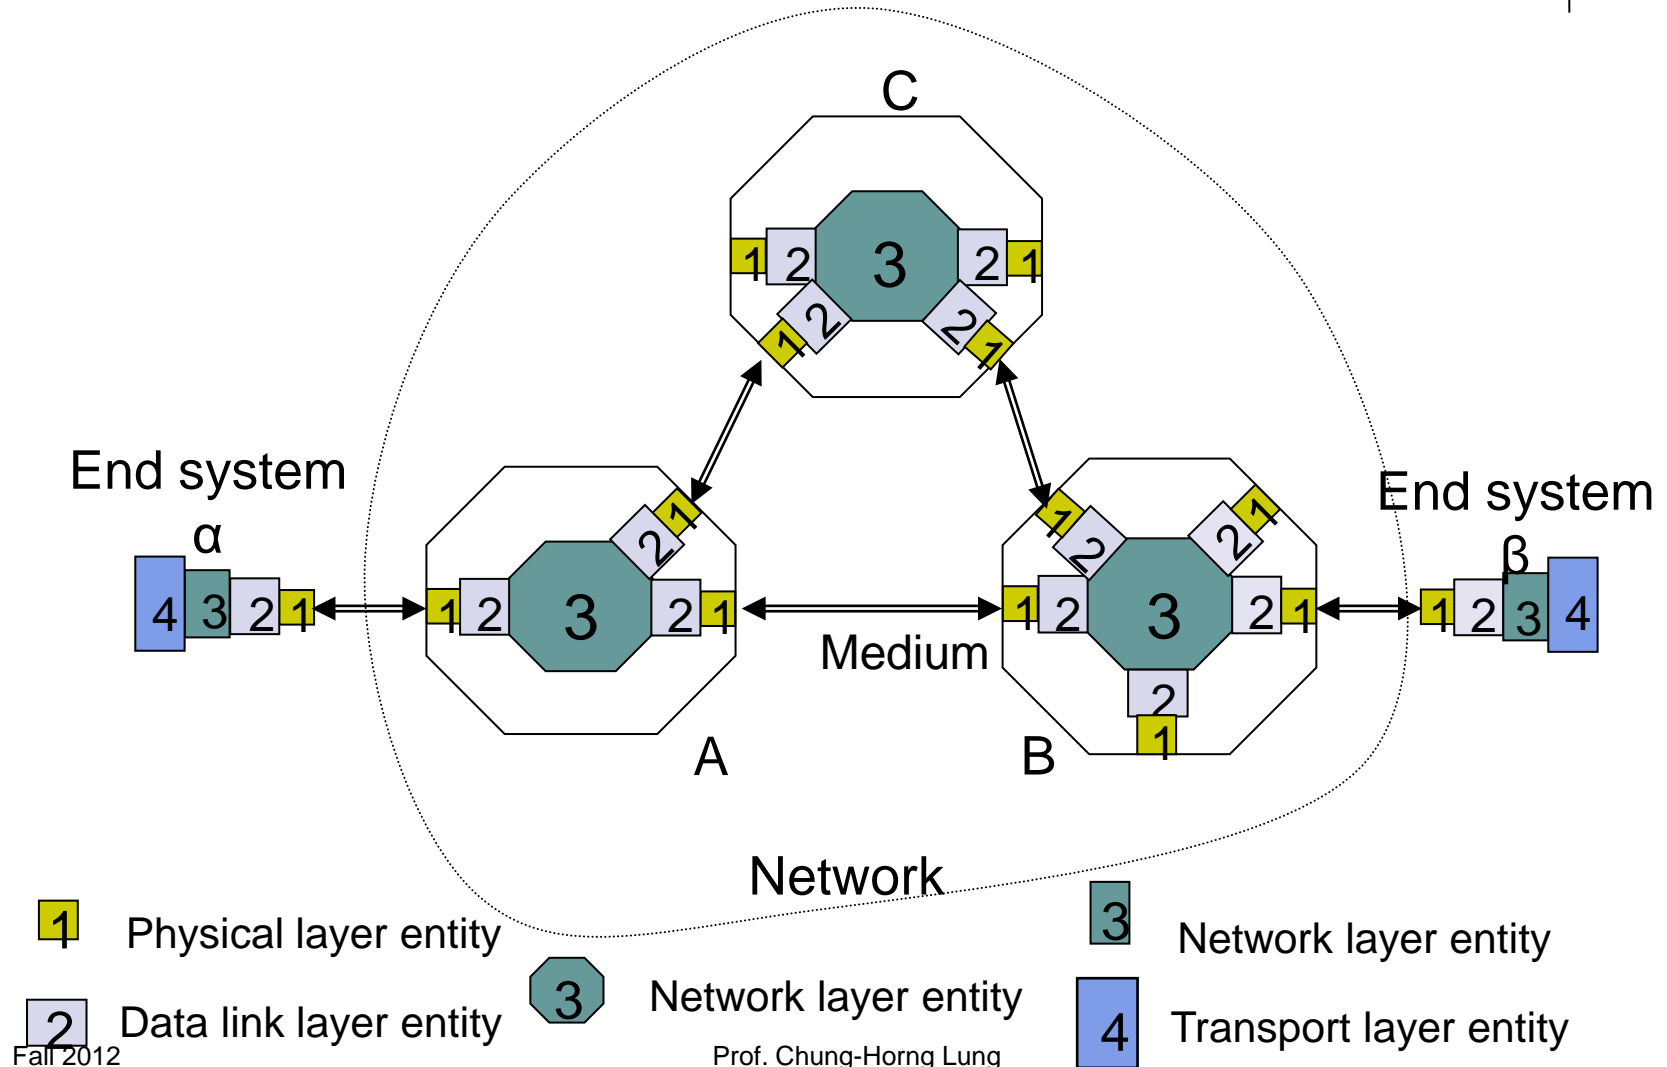 C
3
1 2
2 1
2
1
2
1
End system
α
4 3 2 1
1 2
3
2
1
2 1
A
Medium
1
2
1 2
3
2
1
2 1
2
1
B
End system
β
1 2 3 4
Network
1 Physical layer entity
2 Data link layer entity
3 Network layer entity
3 Network layer entity
4 Transport layer entity
Fall 2012
Prof. Chung-Horng Lung